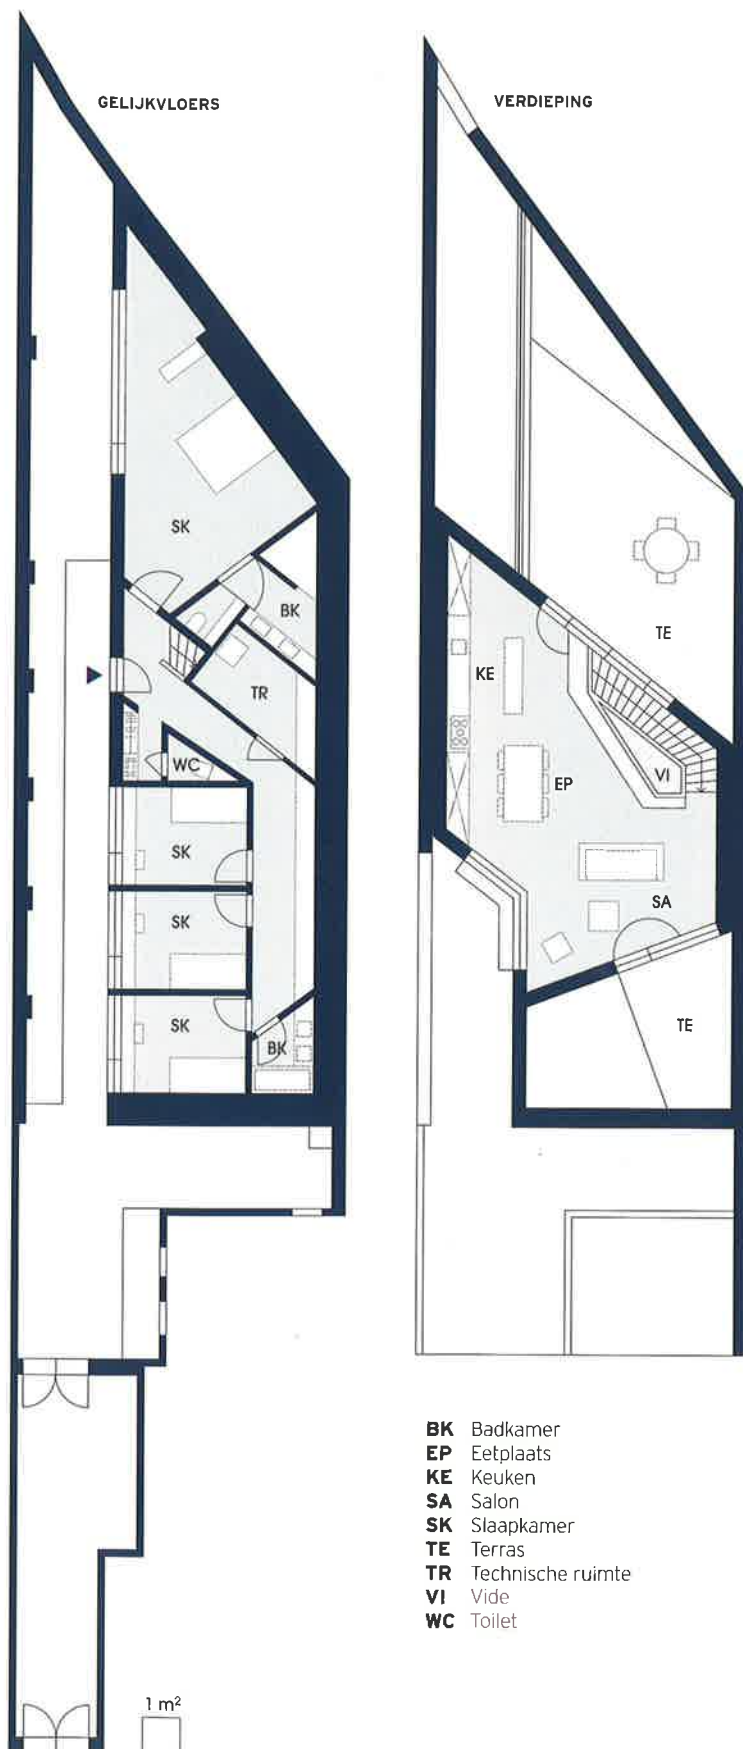 GELIJKVLOERS
SK
BK
TR
WC
SK
SK
SK
BK
1 m²
VERDIEPING
TE
KE
VI
EP
SA
TE
BK Badkamer
EP Eetplaats
KE Keuken
SA Salon
SK Slaapkamer
TE Terras
TR Technische ruimte
VI Vide
WC Toilet